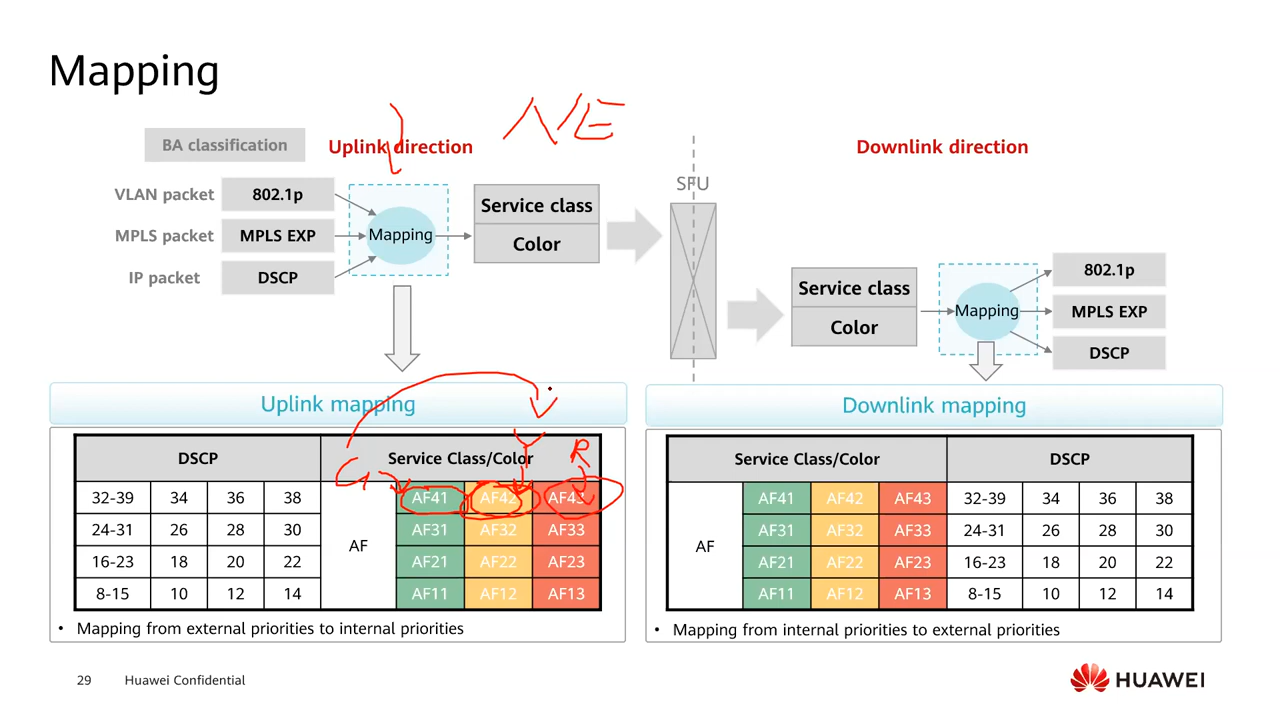 Mapping
NE
BA classification
Uplink direction
Downlink direction
VLAN packet 802.1p
MPLS packet MPLS EXP
IP packet DSCP
Mapping
Service class
Color
SFU
Service class
Color
Mapping
802.1p
MPLS EXP
DSCP
Uplink mapping
Y
R
G
DSCP Service Class/Color
32-39 34 36 38 AF41 AF42 AF43
24-31 26 28 30 AF31 AF32 AF33
AF
16-23 18 20 22 AF21 AF22 AF23
8-15 10 12 14 AF11 AF12 AF13
• Mapping from external priorities to internal priorities
Downlink mapping
Service Class/Color DSCP
AF41 AF42 AF43 32-39 34 36 38
AF31 AF32 AF33 24-31 26 28 30
AF
AF21 AF22 AF23 16-23 18 20 22
AF11 AF12 AF13 8-15 10 12 14
• Mapping from internal priorities to external priorities
29 Huawei Confidential
HUAWEI